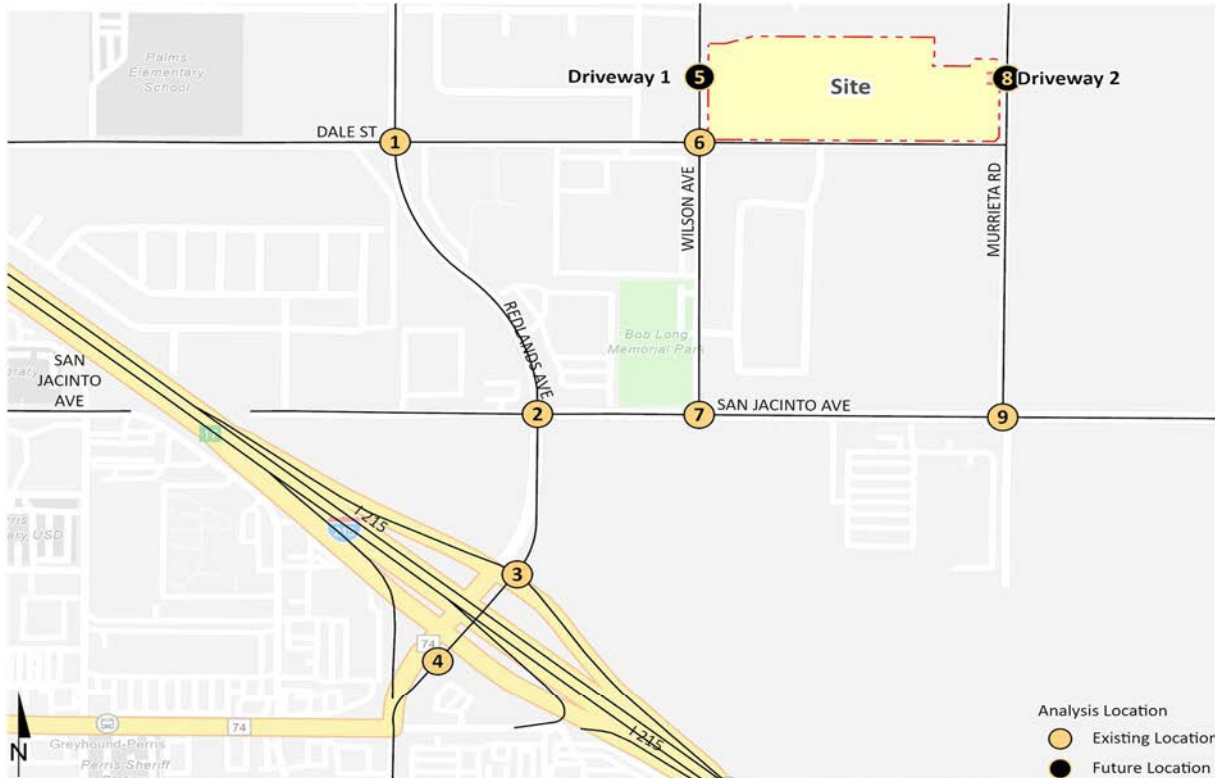 Palms
Elementary
School
Driveway 1
5
Site
8
Driveway 2
DALE ST
1
6
WILSON AVE
MURRIETA RD
REDLANDS AVE
Bob Long
Memorial Park
SAN
JACINTO
AVE
2
7
SAN JACINTO AVE
9
I 215
3
74
4
74
N
Greyhound-Perris
Perris Sheriff
I 215
Analysis Location
Existing Location
Future Location